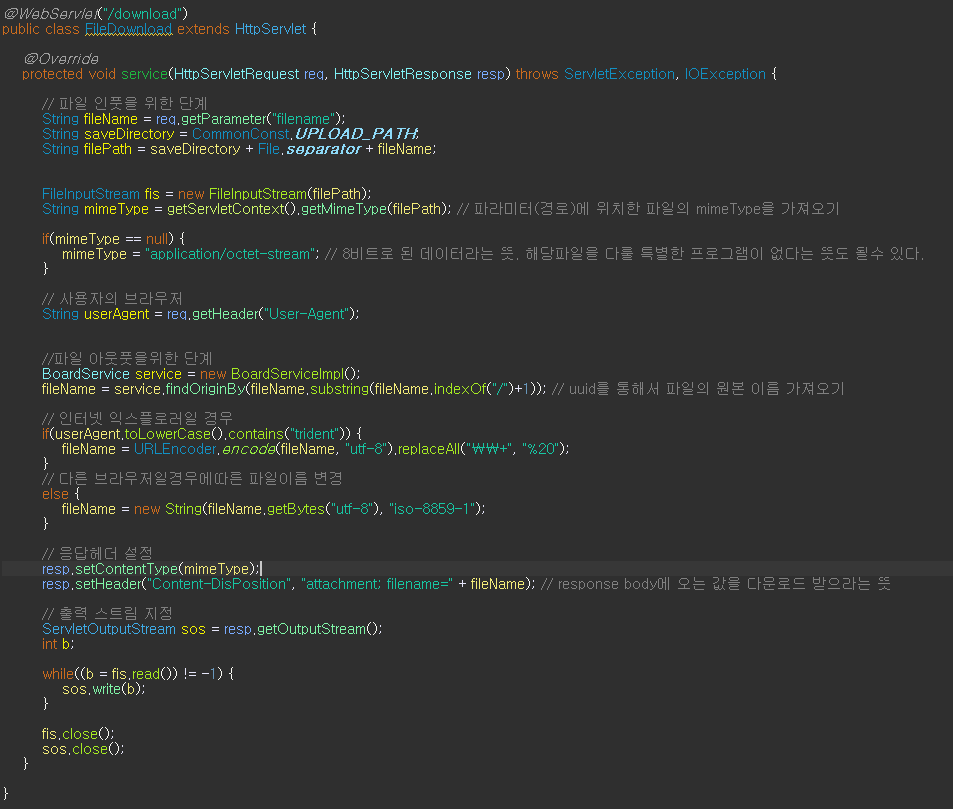 @WebServlet("/download")
public class FileDownload extends HttpServlet {
@Override
protected void service(HttpServletRequest req, HttpServletResponse resp) throws ServletException, IOException {
// 파일 인풋을 위한 단계
String fileName = req.getParameter("filename");
String saveDirectory = CommonConst.UPLOAD_PATH;
String filePath = saveDirectory + File.separator + fileName;
FileInputStream fis = new FileInputStream(filePath);
String mimeType = getServletContext().getMimeType(filePath); // 파라미터(경로)에 위치한 파일의 mimeType을 가져오기
if(mimeType == null) {
mimeType = "application/octet-stream"; // 8비트로 된 데이터라는 뜻. 해당파일을 다룰 특별한 프로그램이 없다는 뜻도 될수 있다.
}
// 사용자의 브라우저
String userAgent = req.getHeader("User-Agent");
//파일 아웃풋을위한 단계
BoardService service = new BoardServiceImpl();
fileName = service.findOriginBy(fileName.substring(fileName.indexOf("/")+1)); // uuid를 통해서 파일의 원본 이름 가져오기
// 인터넷 익스플로러일 경우
if(userAgent.toLowerCase().contains("trident")) {
fileName = URLEncoder.encode(fileName, "utf-8").replaceAll("₩₩+", "%20");
}
// 다른 브라우저일경우에따른 파일이름 변경
else {
fileName = new String(fileName.getBytes("utf-8"), "iso-8859-1");
}
// 응답헤더 설정
resp.setContentType(mimeType);
resp.setHeader("Content-DisPosition", "attachment; filename=" + fileName); // response body에 오는 값을 다운로드 받으라는 뜻
// 출력 스트림 지정
ServletOutputStream sos = resp.getOutputStream();
int b;
while((b = fis.read()) != -1) {
sos.write(b);
}
fis.close();
sos.close();
}
}